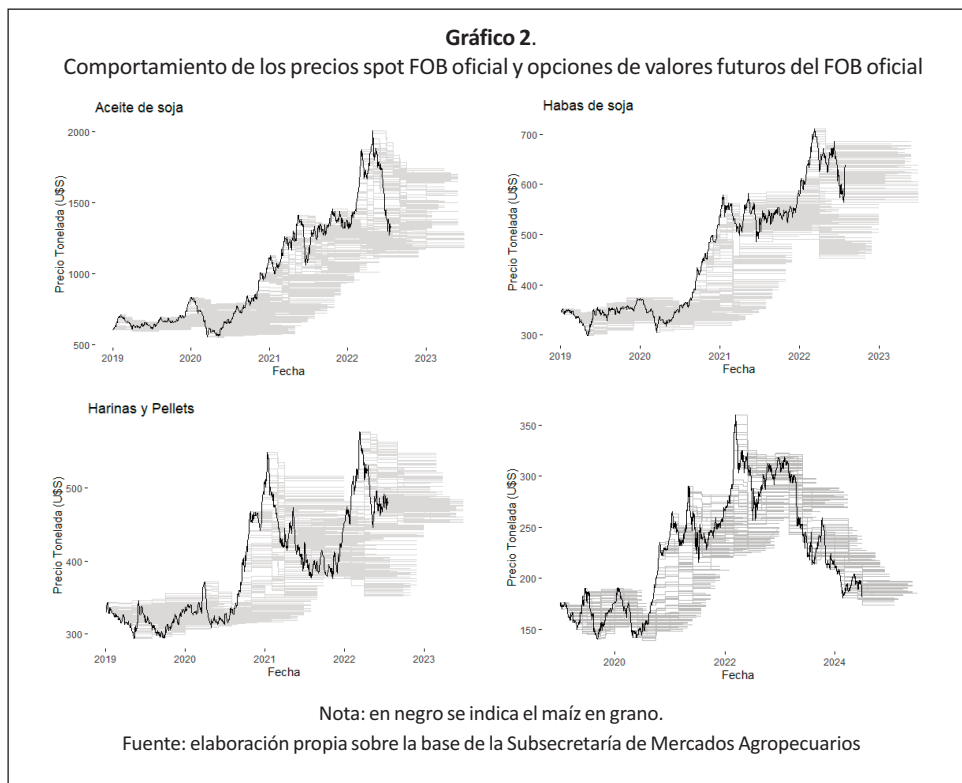 Gráfico 2.
Comportamiento de los precios spot FOB oficial y opciones de valores futuros del FOB oficial
Aceite de soja
Precio Tonelada (U$S)
2000
1500
1000
500
2019 2020 2021 2022 2023
Fecha
Habas de soja
Precio Tonelada (U$S)
700
600
500
400
300
2019 2020 2021 2022 2023
Fecha
Harinas y Pellets
Precio Tonelada (U$S)
500
400
300
2019 2020 2021 2022 2023
Fecha
Precio Tonelada (U$S)
350
300
250
200
150
2020 2022 2024
Fecha
Nota: en negro se indica el maíz en grano.
Fuente: elaboración propia sobre la base de la Subsecretaría de Mercados Agropecuarios